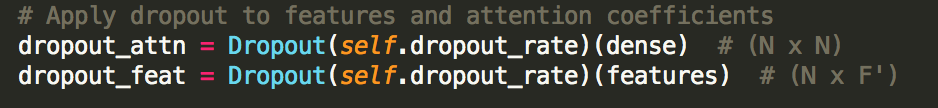 # Apply dropout to features and attention coefficients
dropout_attn = Dropout(self.dropout_rate)(dense)  # (N x N)
dropout_feat = Dropout(self.dropout_rate)(features)  # (N x F')